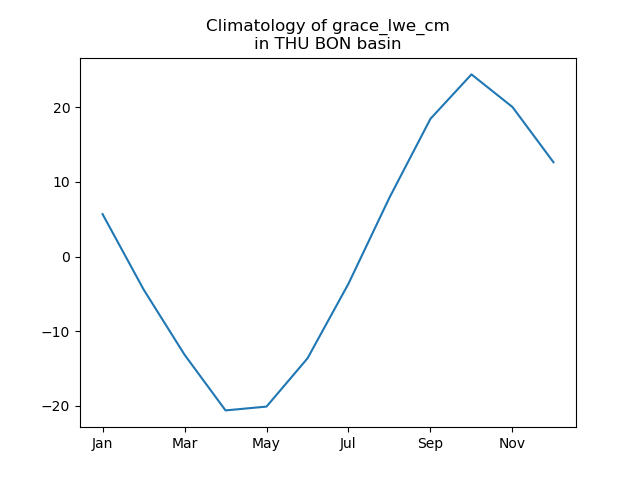 Climatology of grace_lwe_cm
in THU BON basin
20
10
0
−10
−20
Jan
Mar
May
Jul
Sep
Nov